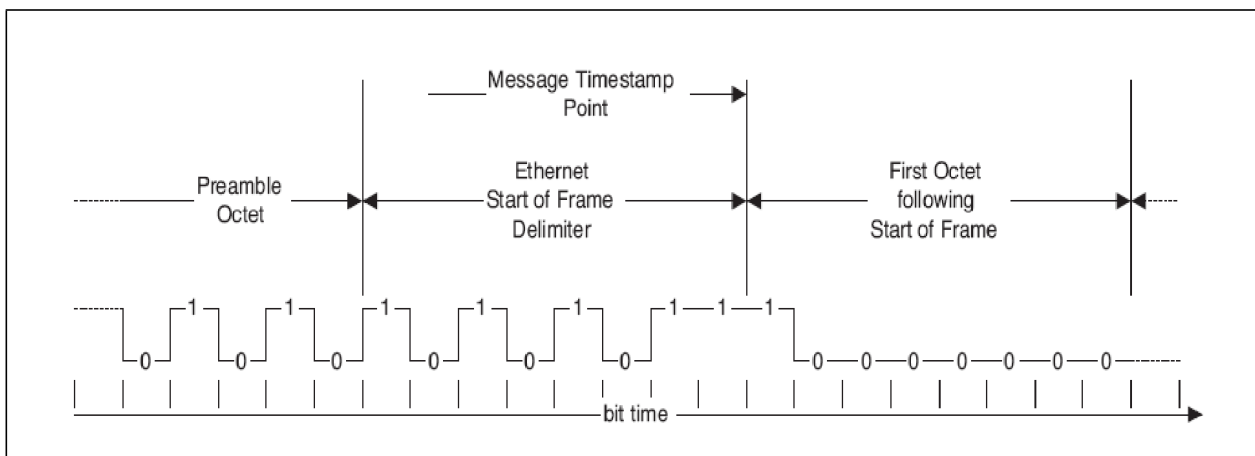 Message Timestamp
Point
Preamble
Octet
Ethernet
Start of Frame
Delimiter
First Octet
following
Start of Frame
0 1 0 1 0 1 0 1 0 1 0 1 1 1 0 0 0 0 0 0 0
bit time